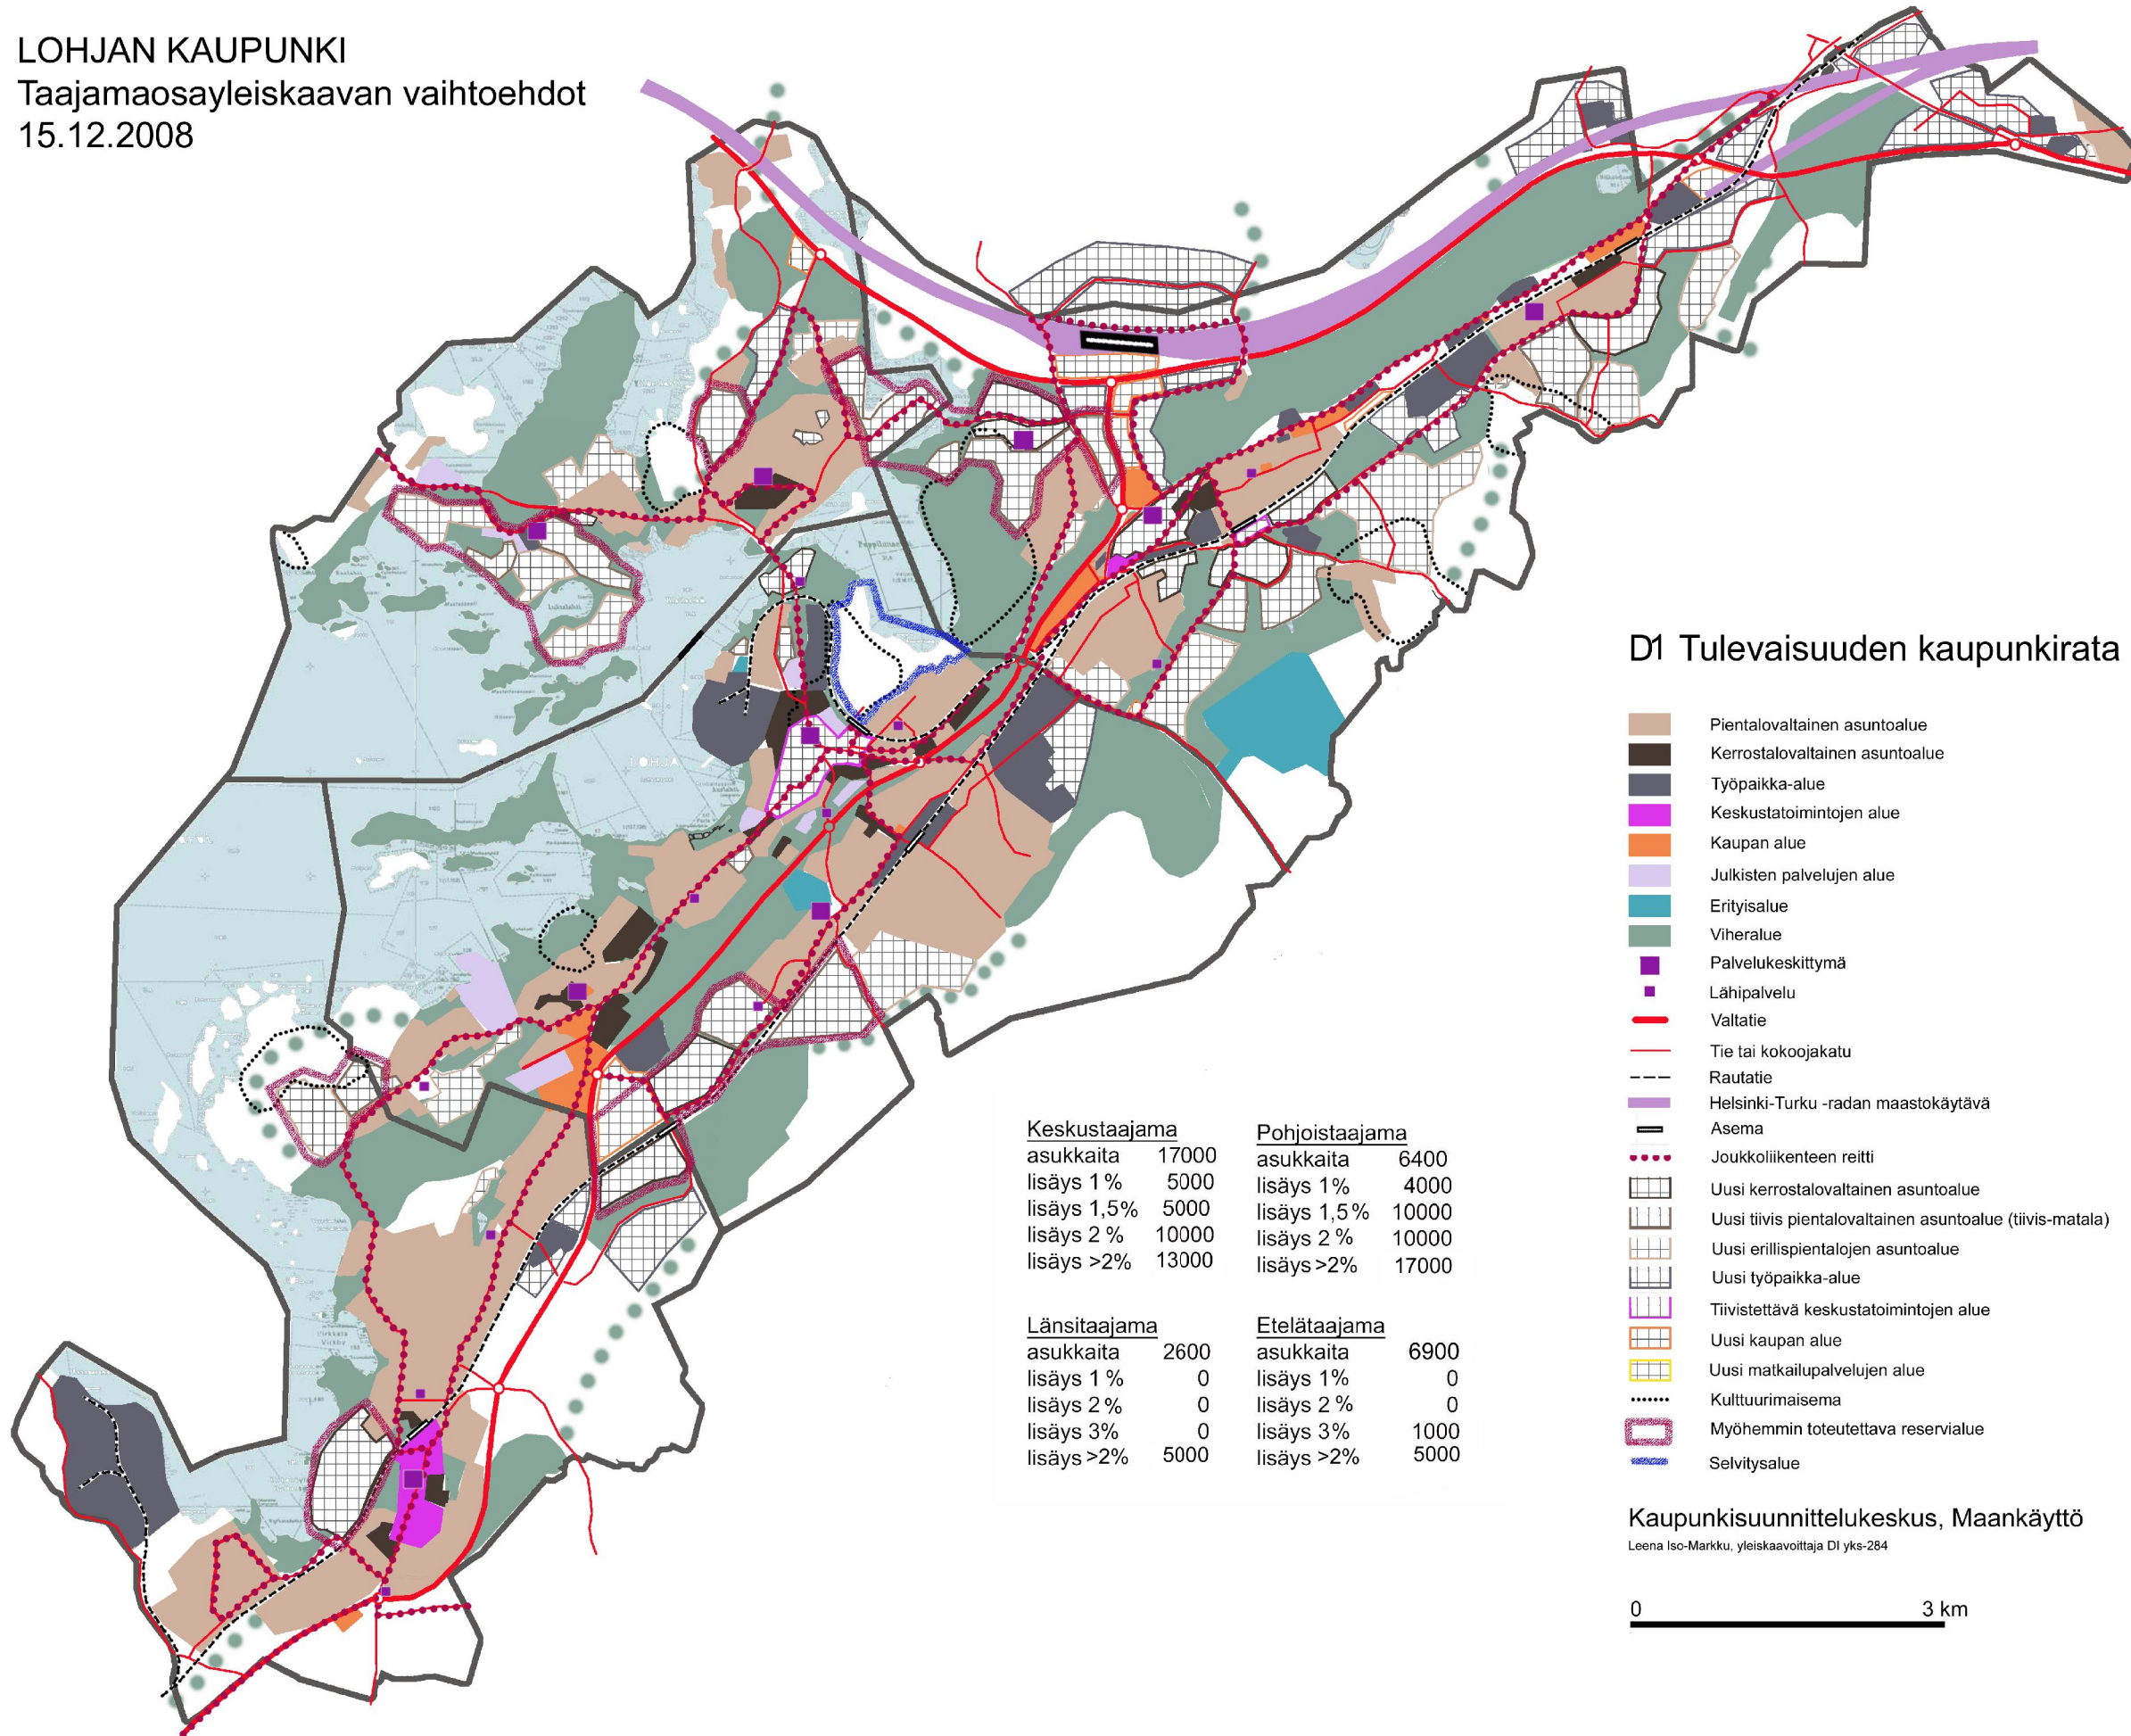 LOHJAN KAUPUNKI
Taajamaosayleiskaavan vaihtoehdot
15.12.2008
LOHJA
Virkkala
Virkby
D1 Tulevaisuuden kaupunkirata
Pientalovaltainen asuntoalue
Kerrostalovaltainen asuntoalue
Työpaikka-alue
Keskustatoimintojen alue
Kaupan alue
Julkisten palvelujen alue
Erityisalue
Viheralue
Palvelukeskittymä
Lähipalvelu
Valtatie
Tie tai kokoojakatu
Rautatie
Helsinki-Turku -radan maastokäytävä
Asema
Joukkoliikenteen reitti
Uusi kerrostalovaltainen asuntoalue
Uusi tiivis pientalovaltainen asuntoalue (tiivis-matala)
Uusi erillispientalojen asuntoalue
Uusi työpaikka-alue
Tiivistettävä keskustatoimintojen alue
Uusi kaupan alue
Uusi matkailupalvelujen alue
Kulttuurimaisema
Myöhemmin toteutettava reservialue
Selvitysalue
Keskustaajama
asukkaita 17000
lisäys 1 % 5000
lisäys 1,5% 5000
lisäys 2 % 10000
lisäys >2% 13000
Pohjoistaajama
asukkaita 6400
lisäys 1% 4000
lisäys 1,5 % 10000
lisäys 2 % 10000
lisäys >2% 17000
Länsitaajama
asukkaita 2600
lisäys 1 % 0
lisäys 2 % 0
lisäys 3% 0
lisäys >2% 5000
Etelätaajama
asukkaita 6900
lisäys 1% 0
lisäys 2 % 0
lisäys 3% 1000
lisäys >2% 5000
Kaupunkisuunnittelukeskus, Maankäyttö
Leena Iso-Markku, yleiskaavoittaja DI yks-284
0 3 km